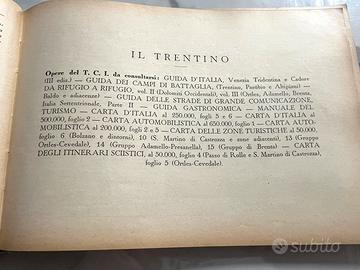 IL TRENTINO
Opere del T. C. I. da consultarsi: GUIDA D'ITALIA, Venezia Tridentina e Cadore
(III ediz.) — GUIDA DEI CAMPI DI BATTAGLIA, (Trentino, Pasubio e Altipiani) —
DA RIFUGIO A RIFUGIO, vol. II (Dolomiti Occidentali), vol. III (Ortles, Adamello, Brenta,
Baldo e adiacenze) — GUIDA DELLE STRADE DI GRANDE COMUNICAZIONE,
Italia Settentrionale, Parte II — GUIDA GASTRONOMICA — MANUALE DEL
TURISMO — CARTA D'ITALIA al 250.000, fogli 5 e 6 — CARTA D'ITALIA al
500.000, foglio 2 — CARTA AUTOMOBILISTICA al 650.000, foglio 1 — CARTA AUTO-
MOBILISTICA al 200.000, fogli 2 e 5 — CARTA DELLE ZONE TURISTICHE al 50.000,
foglio 6 (Bolzano e dintorni), 10 (S. Martino di Castrozza e zone adiacenti), 13 (Gruppo
Ortles-Cevedale), 14 (Gruppo Adamello-Presanella), 15 (Gruppo di Brenta) — CARTA
DEGLI ITINERARI SCIISTICI, al 50.000, foglio 4 (Passo di Rolle e S. Martino di Castrozza),
foglio 5 (Ortles-Cevedale).
subito